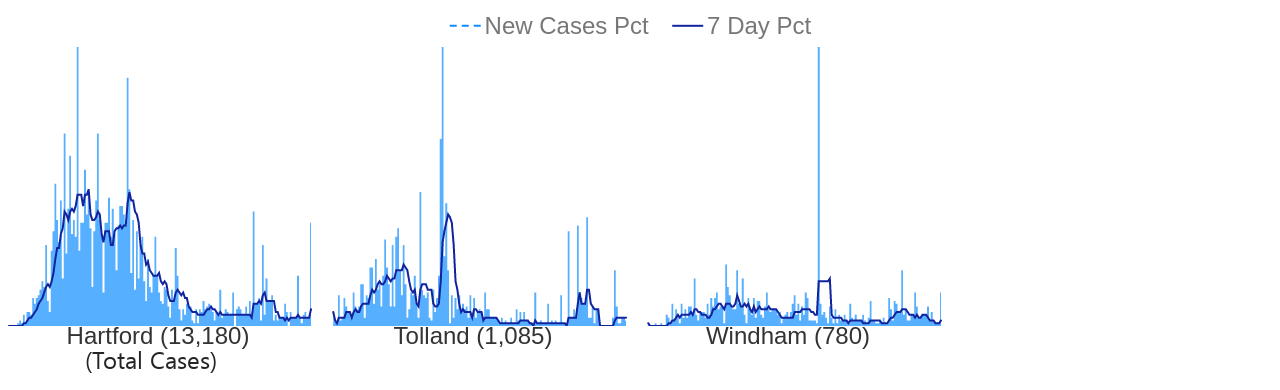 New Cases Pct 7 Day Pct
Hartford (13,180) Tolland (1,085) Windham (780)
(Total Cases)